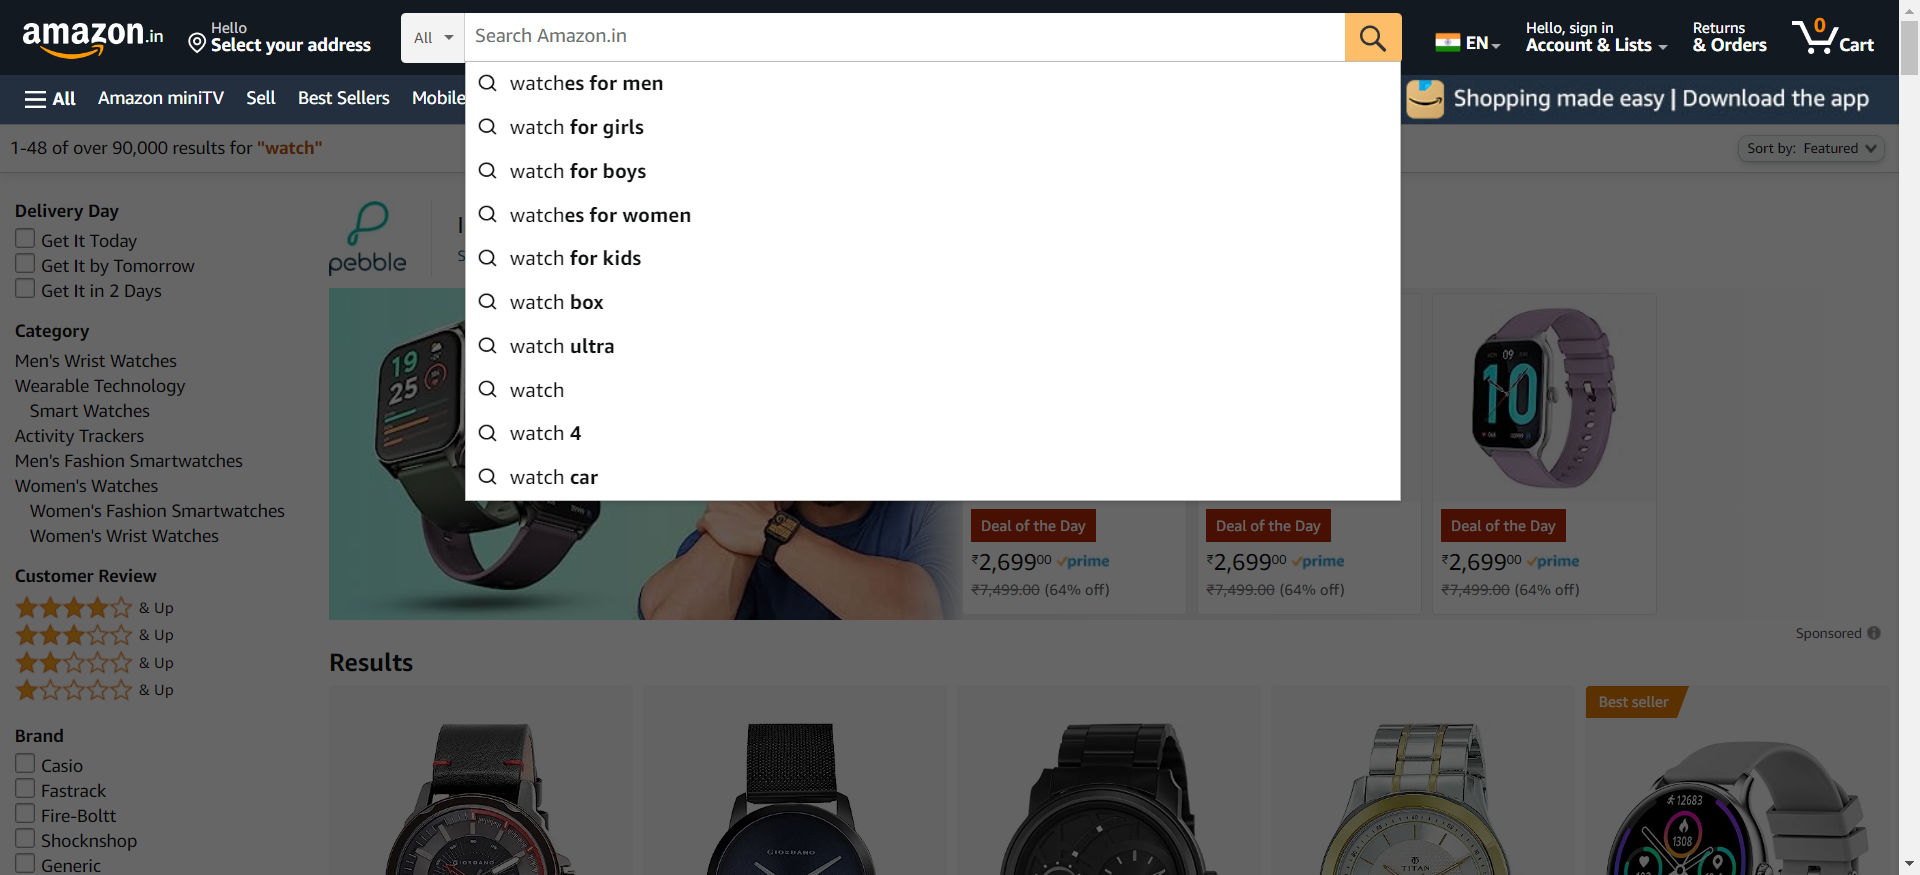 amazon.in
Hello
Select your address
All
Search Amazon.in
EN
Hello, sign in
Account & Lists
Returns
& Orders
0
Cart
All
Amazon miniTV
Sell
Best Sellers
Mobile
Shopping made easy | Download the app
watches for men
watch for girls
watch for boys
watches for women
watch for kids
watch box
watch ultra
watch
watch 4
watch car
1-48 of over 90,000 results for "watch"
Sort by: Featured
Delivery Day
Get It Today
Get It by Tomorrow
Get It in 2 Days
Category
Men's Wrist Watches
Wearable Technology
Smart Watches
Activity Trackers
Men's Fashion Smartwatches
Women's Watches
Women's Fashion Smartwatches
Women's Wrist Watches
Customer Review
& Up
& Up
& Up
& Up
Brand
Casio
Fastrack
Fire-Boltt
Shocknshop
Generic
pebble
19
25
09
10
Deal of the Day
₹2,69900 prime
₹7,499.00 (64% off)
Deal of the Day
₹2,69900 prime
₹7,499.00 (64% off)
Deal of the Day
₹2,69900 prime
₹7,499.00 (64% off)
Sponsored
Results
GIORDANO
GIORDANO
TITAN
Best seller
12683
1308